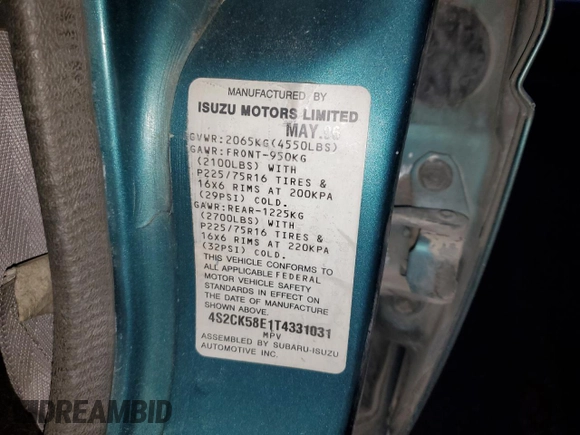 MANUFACTURED BY
ISUZU MOTORS LIMITED
MAY.
GVWR:2065KG(4550LBS)
GAWR:FRONT-950KG
(2100LBS) WITH
P225/75R16 TIRES &
16X6 RIMS AT 200KPA
(29PSI) COLD.
GAWR:REAR-1225KG
(2700LBS) WITH
P225/75R16 TIRES &
16X6 RIMS AT 220KPA
(32PSI) COLD.
THIS VEHICLE CONFORMS TO
ALL APPLICABLE FEDERAL
MOTOR VEHICLE SAFETY
STANDARDS IN EFFECT ON
THE DATE OF MANUFACTURE
SHOWN ABOVE.
4S2CK58E1T4331031
MPV
ASSEMBLED BY SUBARU-ISUZU
AUTOMOTIVE INC.
DREAMBID